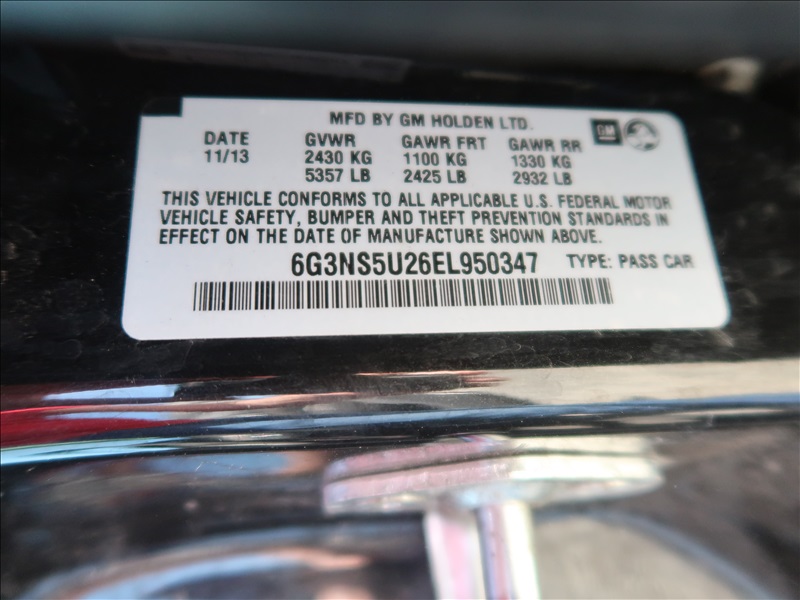 MFD BY GM HOLDEN LTD.
GM
DATE GVWR GAWR FRT GAWR RR
11/13 2430 KG 1100 KG 1330 KG
5357 LB 2425 LB 2932 LB
THIS VEHICLE CONFORMS TO ALL APPLICABLE U.S. FEDERAL MOTOR
VEHICLE SAFETY, BUMPER AND THEFT PREVENTION STANDARDS IN
EFFECT ON THE DATE OF MANUFACTURE SHOWN ABOVE.
6G3NS5U26EL950347 TYPE: PASS CAR